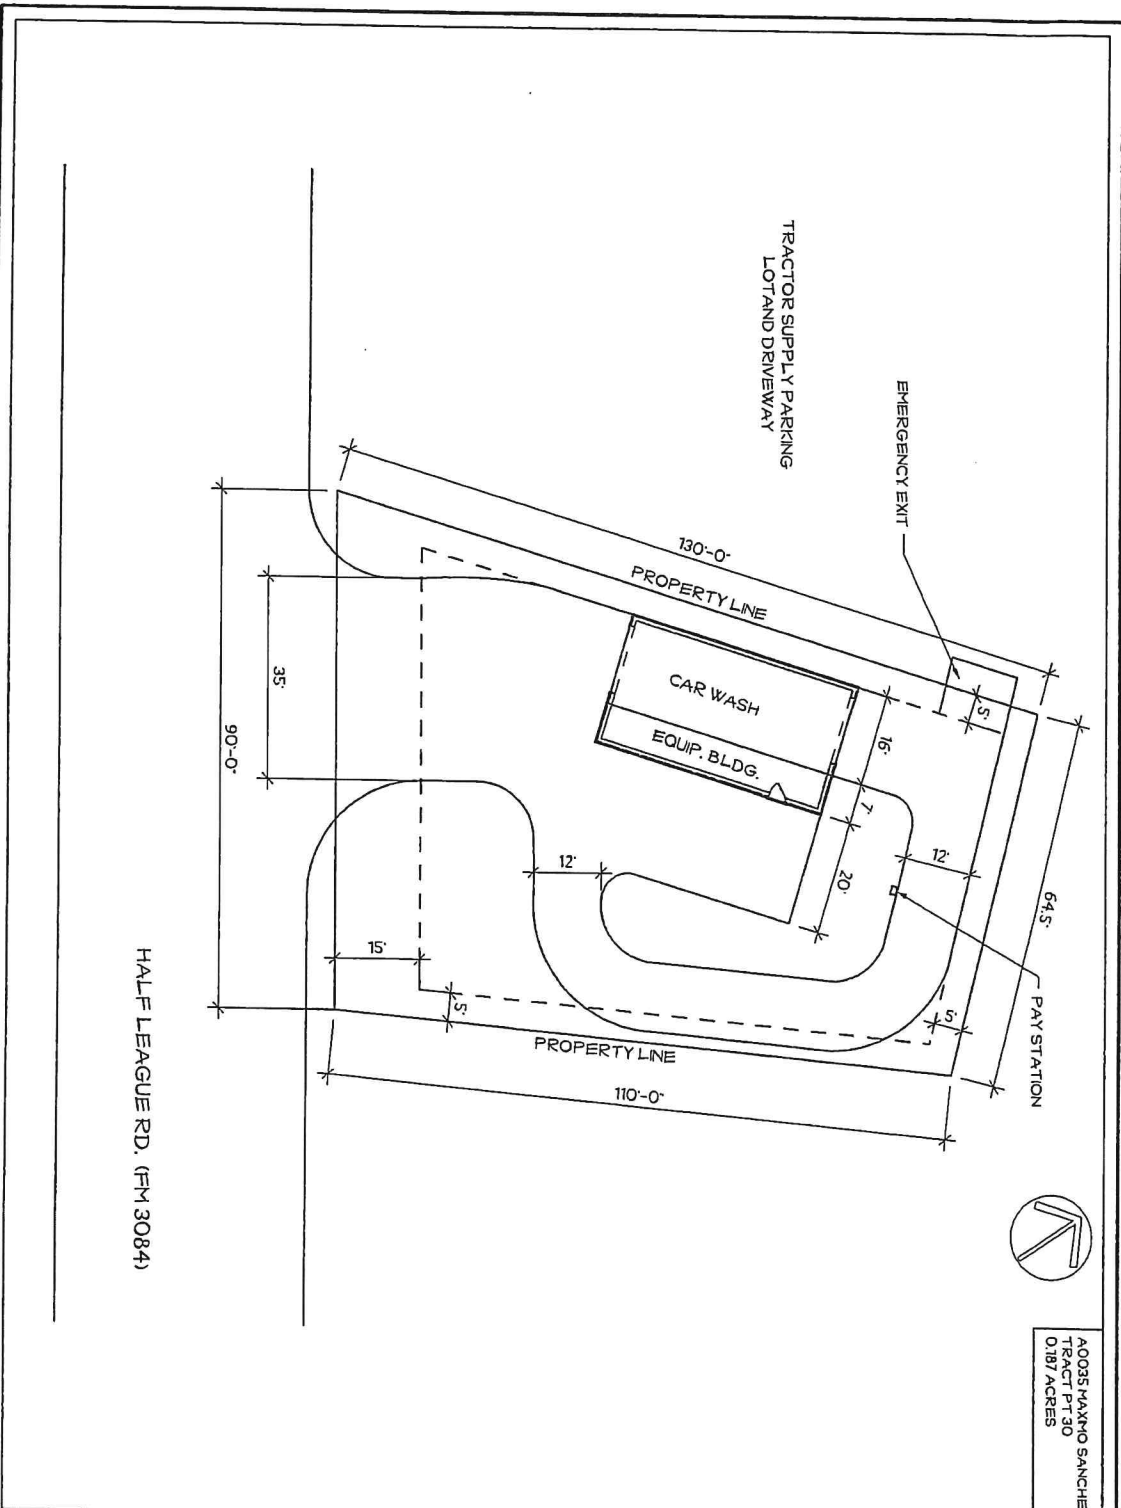 A0035 MAXMO SANCHE
TRACT PT 30
0.187 ACRES
TRACTOR SUPPLY PARKING
LOTAND DRIVEWAY
EMERGENCY EXIT
130'-0"
PROPERTY LINE
CAR WASH
EQUIP. BLDG.
5'
16'
7'
20'
12'
64.5'
PAY STATION
12'
5'
35'
90'-0"
15'
5'
PROPERTY LINE
110'-0"
HALF LEAGUE RD. (FM 3084)